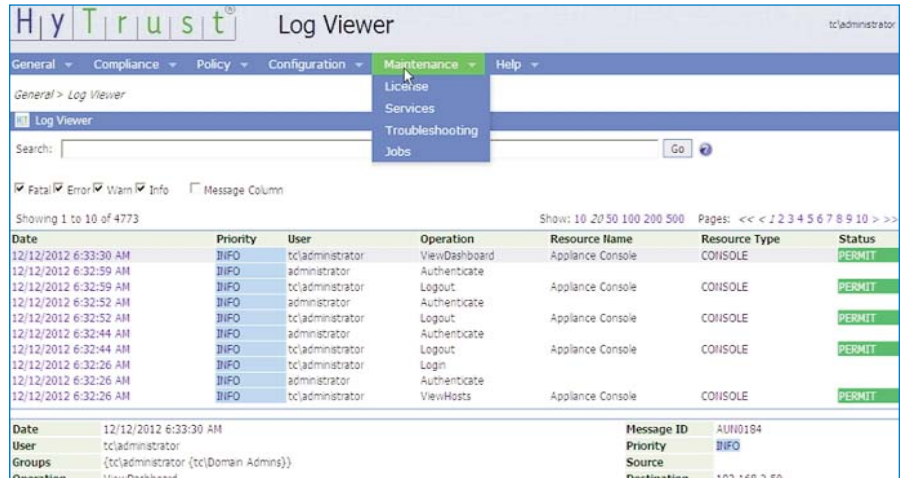 HyTrust® Log Viewer tc\administrator
General Compliance Policy Configuration Maintenance Help
License
Services
Troubleshooting
Jobs
General > Log Viewer
HT Log Viewer
Search: Go
Fatal Error Warn Info Message Column
Showing 1 to 10 of 4773 Show: 10 20 50 100 200 500 Pages: << < 1 2 3 4 5 6 7 8 9 10 > >>
Date Priority User Operation Resource Name Resource Type Status
12/12/2012 6:33:30 AM INFO tc\administrator ViewDashboard Appliance Console CONSOLE PERMIT
12/12/2012 6:32:59 AM INFO administrator Authenticate
12/12/2012 6:32:59 AM INFO tc\administrator Logout Appliance Console CONSOLE PERMIT
12/12/2012 6:32:52 AM INFO administrator Authenticate
12/12/2012 6:32:52 AM INFO tc\administrator Logout Appliance Console CONSOLE PERMIT
12/12/2012 6:32:44 AM INFO administrator Authenticate
12/12/2012 6:32:44 AM INFO tc\administrator Logout Appliance Console CONSOLE PERMIT
12/12/2012 6:32:26 AM INFO tc\administrator Login
12/12/2012 6:32:26 AM INFO administrator Authenticate
12/12/2012 6:32:26 AM INFO tc\administrator ViewHosts Appliance Console CONSOLE PERMIT
Date 12/12/2012 6:33:30 AM Message ID AUN0184
User tc\administrator Priority INFO
Groups {tc\administrator {tc\Domain Admins}} Source
Operation ViewDashboard Destination